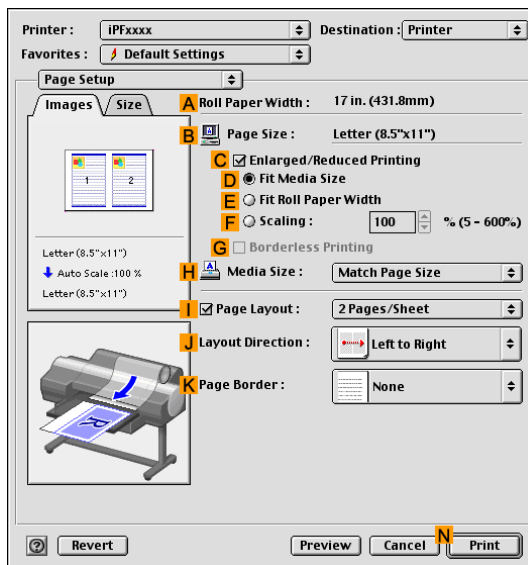 Printer : iPFxxxx Destination : Printer
Favorites : Default Settings
Page Setup
Images Size
A Roll Paper Width : 17 in. (431.8mm)
B Page Size : Letter (8.5"x11")
1 2
C Enlarged/Reduced Printing
D Fit Media Size
E Fit Roll Paper Width
F Scaling : 100 % (5 - 600%)
G Borderless Printing
Letter (8.5"x11")
Auto Scale :100 %
Letter (8.5"x11")
H Media Size : Match Page Size
I Page Layout : 2 Pages/Sheet
J Layout Direction : Left to Right
K Page Border : None
R
N
? Revert Preview Cancel Print